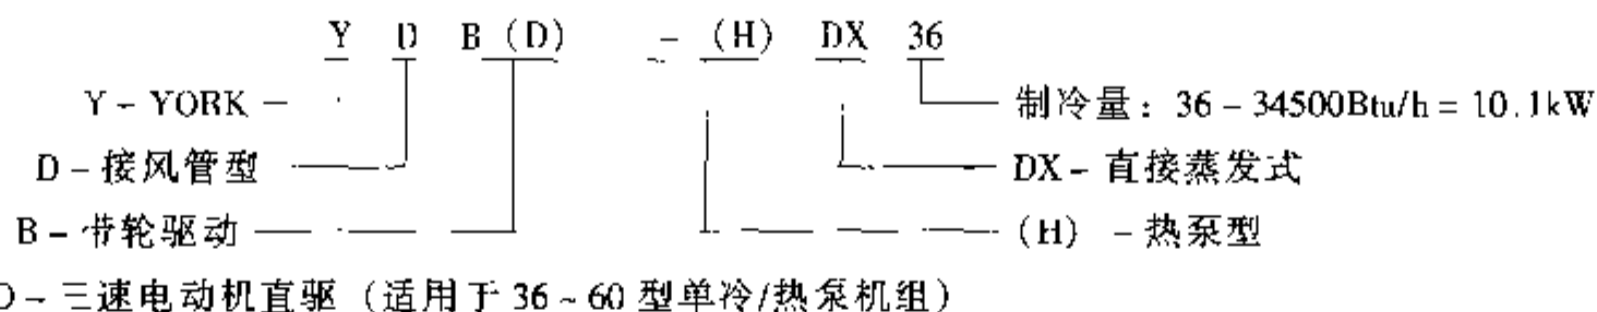 Y D B (D) - (H) DX 36
Y - YORK
制冷量：36 - 34500Btu/h = 10.1kW
D - 接风管型
DX - 直接蒸发式
B - 带轮驱动
(H) - 热泵型
D - 三速电动机直驱（适用于 36 ~ 60 型单冷/热泵机组）